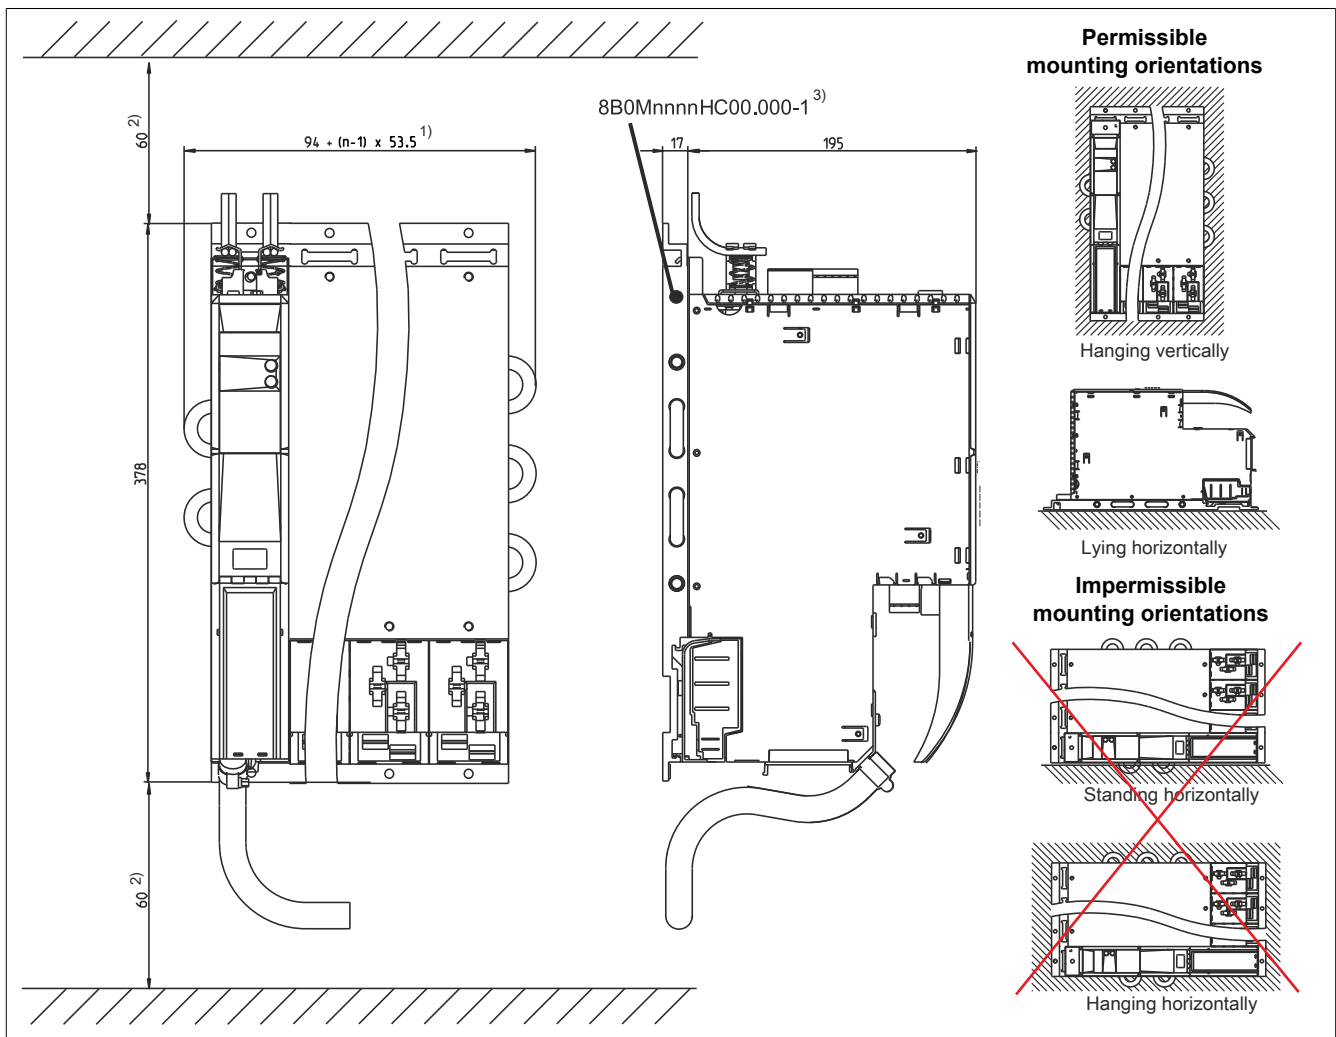 Permissible
mounting orientations
8B0MnnnnHC00.000-1 3)
60 2)
94 + (n-1) x 53.5 1)
17
195
Hanging vertically
378
Lying horizontally
Impermissible
mounting orientations
Standing horizontally
60 2)
Hanging horizontally